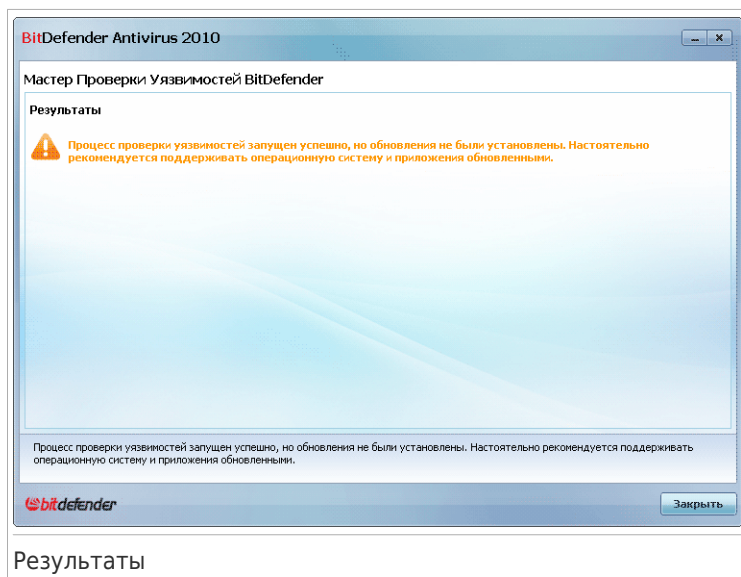 BitDefender Antivirus 2010
Мастер Проверки Уязвимостей BitDefender
Результаты
Процесс проверки уязвимостей запущен успешно, но обновления не были установлены. Настоятельно
рекомендуется поддерживать операционную систему и приложения обновленными.
Процесс проверки уязвимостей запущен успешно, но обновления не были установлены. Настоятельно рекомендуется поддерживать
операционную систему и приложения обновленными.
bitdefender
Закрыть
Результаты